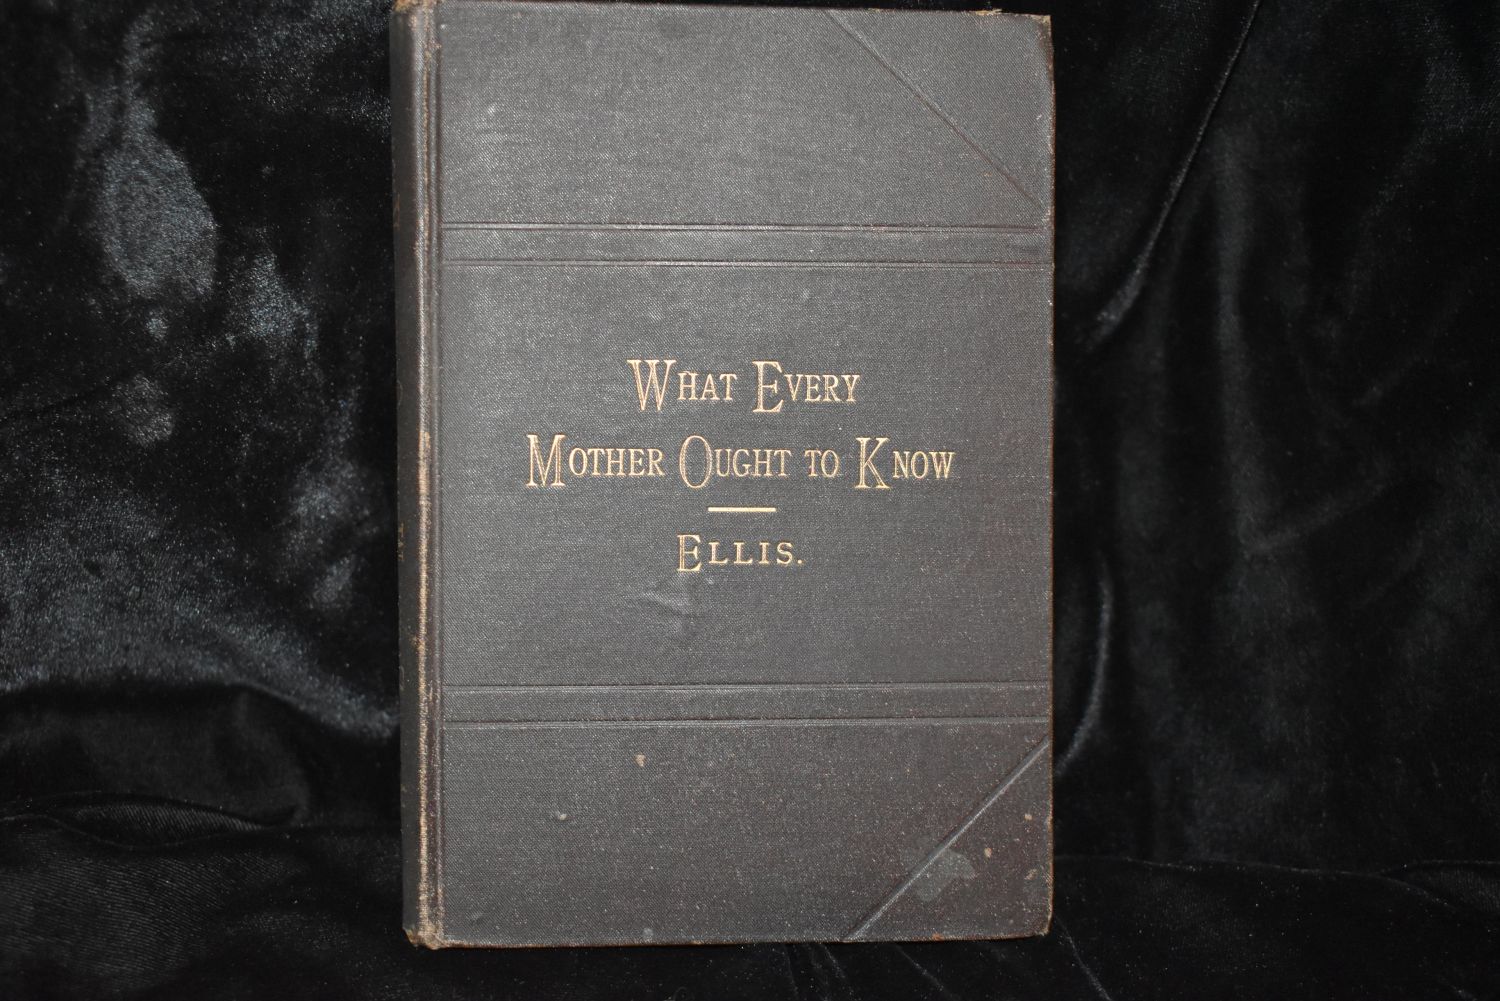 What Every
Mother Ought to Know
Ellis.